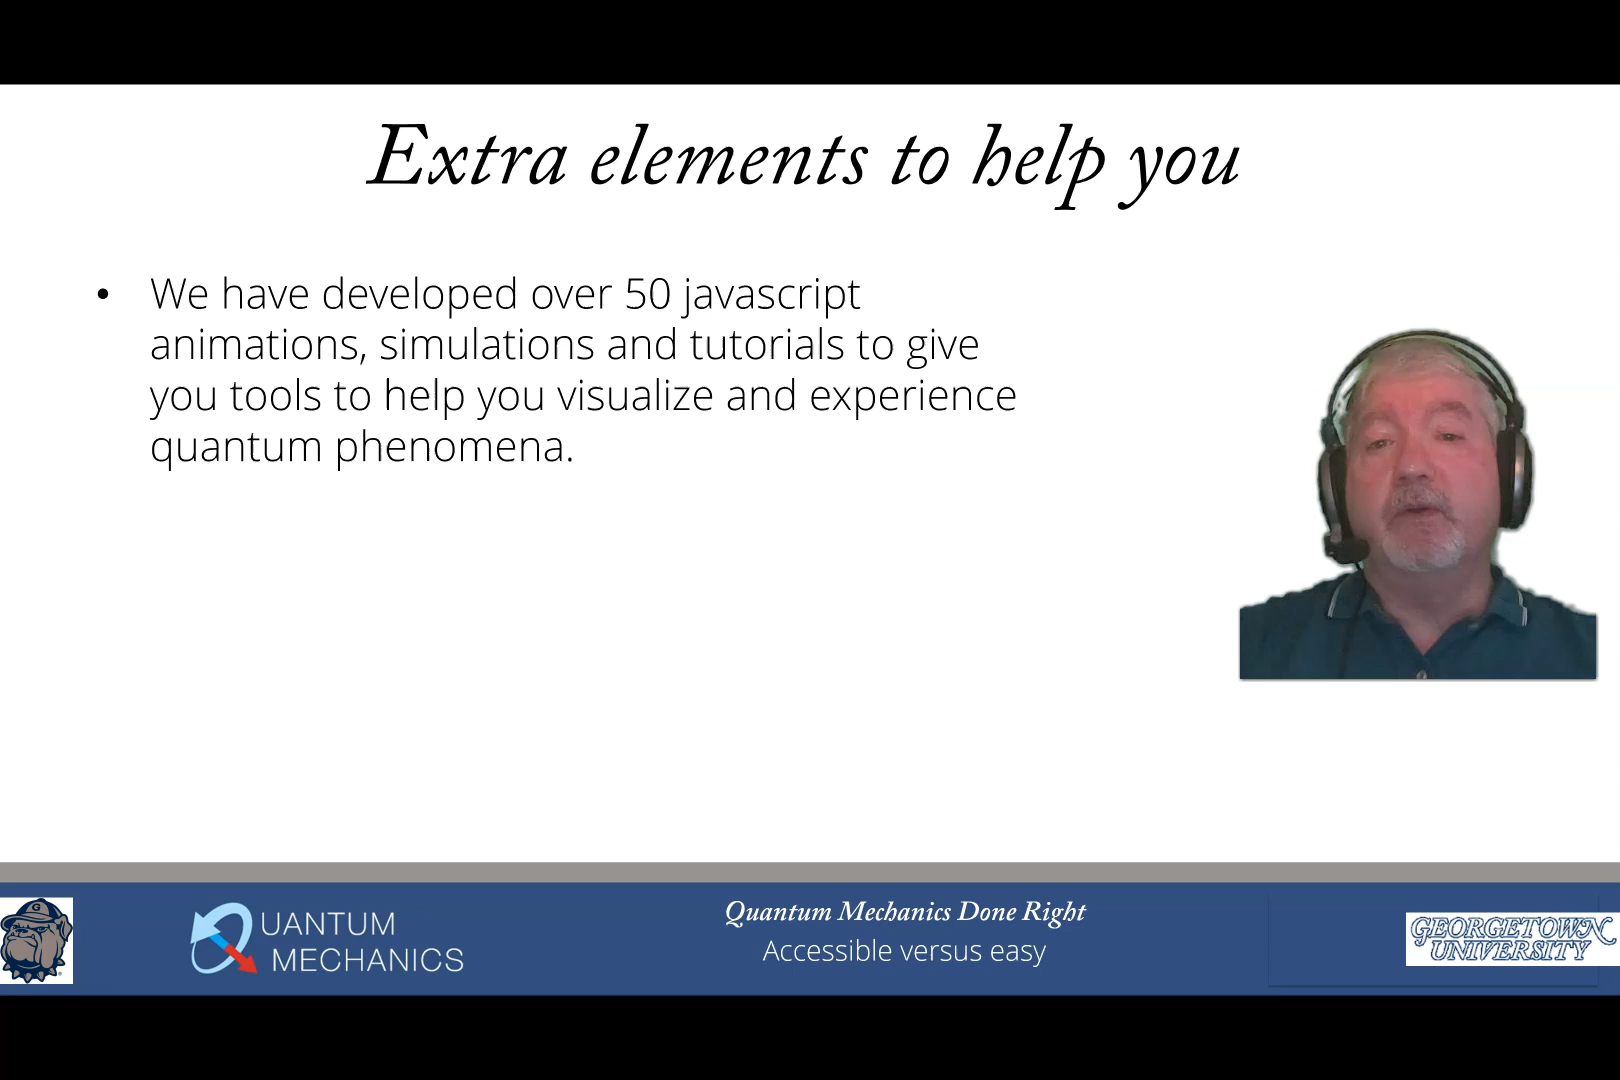 Extra elements to help you
• We have developed over 50 javascript
animations, simulations and tutorials to give
you tools to help you visualize and experience
quantum phenomena.
G
UANTUM
MECHANICS
Quantum Mechanics Done Right
Accessible versus easy
GEORGETOWN
UNIVERSITY